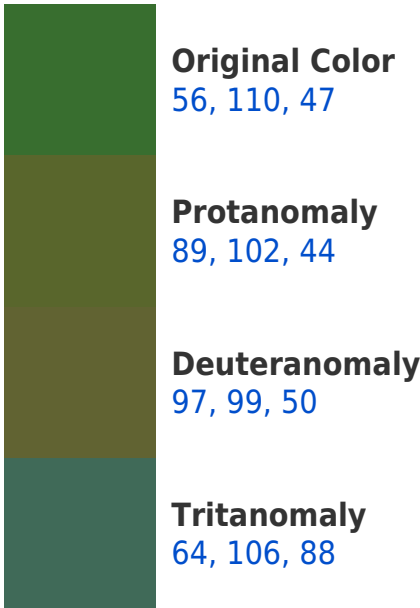 Original Color
56, 110, 47
Protanomaly
89, 102, 44
Deuteranomaly
97, 99, 50
Tritanomaly
64, 106, 88